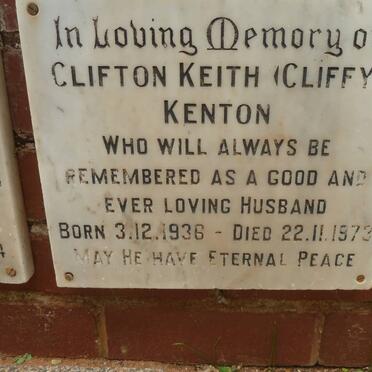 In Loving Memory o
CLIFTON KEITH (CLIFFY
KENTON
WHO WILL ALWAYS BE
REMEMBERED AS A GOOD AND
EVER LOVING HUSBAND
BORN 3.12.1936 - DIED 22.11.1973
MAY HE HAVE ETERNAL PEACE